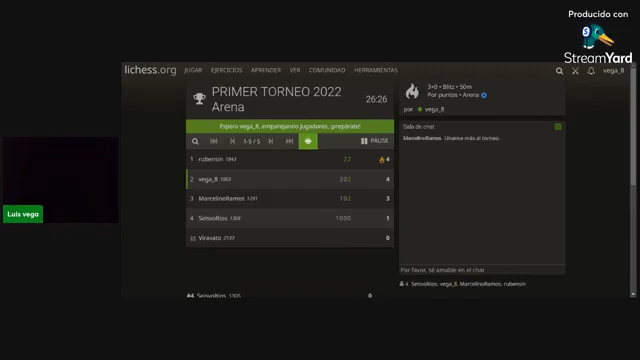 Producido con
StreamYard
lichess.org JUGAR EJERCICIOS APRENDER VER COMUNIDAD HERRAMIENTAS vega_8
PRIMER TORNEO 2022
Arena
26:26
3+0 • Blitz • 50m
Por puntos • Arena
por vega_8
Espera vega_8, emparejando jugadores, ¡prepárate!
1-5 / 5 PAUSE
1 rubensin 1842 22 4
2 vega_8 202 4
3 MarcelinoRamos 1291 102 3
4 Seisvoltios 1305 1000 1
Viravato 2137 0
Sala de chat
MarcelinoRamos Unanse más al torneo.
Por favor, sé amable en el chat
4 Seisvoltios, vega_8, MarcelinoRamos, rubensin
#4 Seisvoltios 1305 0
Luis vega